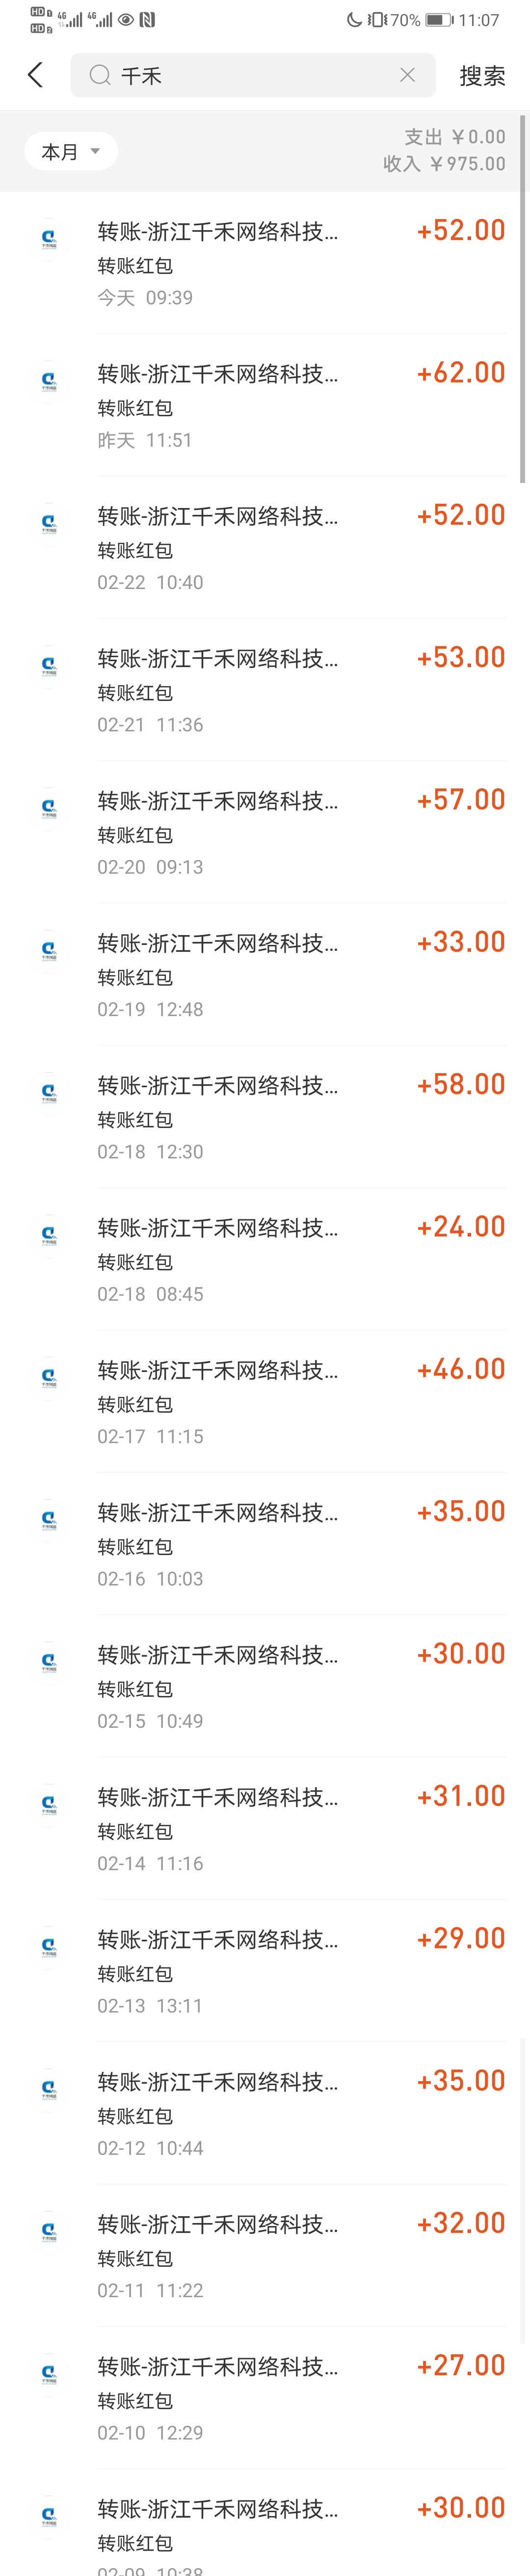 HD 1 4G 4G 70% 11:07
HD 2
千禾 搜索
本月
支出 ￥0.00
收入 ￥975.00
转账-浙江千禾网络科技... +52.00
转账红包
今天 09:39
转账-浙江千禾网络科技... +62.00
转账红包
昨天 11:51
转账-浙江千禾网络科技... +52.00
转账红包
02-22 10:40
转账-浙江千禾网络科技... +53.00
转账红包
02-21 11:36
转账-浙江千禾网络科技... +57.00
转账红包
02-20 09:13
转账-浙江千禾网络科技... +33.00
转账红包
02-19 12:48
转账-浙江千禾网络科技... +58.00
转账红包
02-18 12:30
转账-浙江千禾网络科技... +24.00
转账红包
02-18 08:45
转账-浙江千禾网络科技... +46.00
转账红包
02-17 11:15
转账-浙江千禾网络科技... +35.00
转账红包
02-16 10:03
转账-浙江千禾网络科技... +30.00
转账红包
02-15 10:49
转账-浙江千禾网络科技... +31.00
转账红包
02-14 11:16
转账-浙江千禾网络科技... +29.00
转账红包
02-13 13:11
转账-浙江千禾网络科技... +35.00
转账红包
02-12 10:44
转账-浙江千禾网络科技... +32.00
转账红包
02-11 11:22
转账-浙江千禾网络科技... +27.00
转账红包
02-10 12:29
转账-浙江千禾网络科技... +30.00
转账红包
02-09 10:38